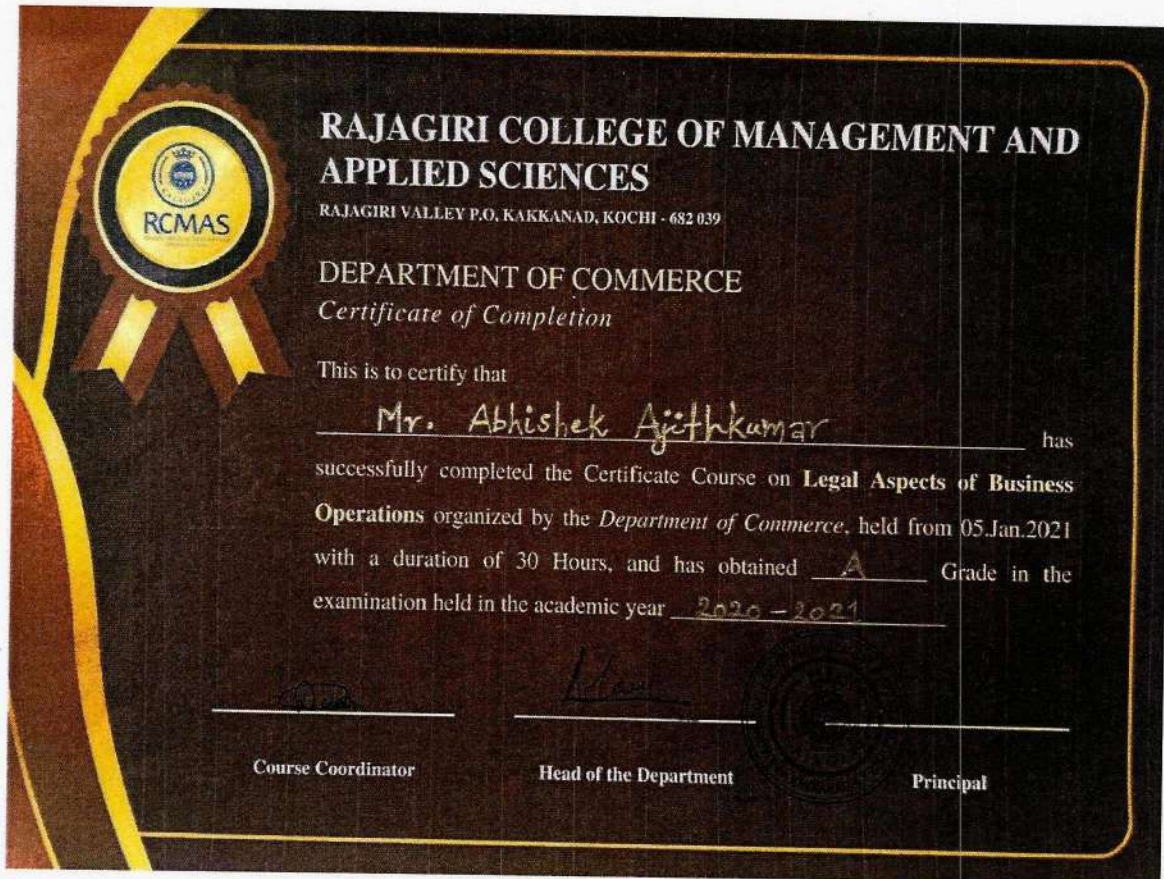 RAJAGIRI COLLEGE OF MANAGEMENT AND
APPLIED SCIENCES
RAJAGIRI VALLEY P.O, KAKKANAD, KOCHI - 682 039
RCMAS
DEPARTMENT OF COMMERCE
Certificate of Completion
This is to certify that
Mr. Abhishek Ajithkumar has
successfully completed the Certificate Course on Legal Aspects of Business
Operations organized by the Department of Commerce, held from 05.Jan.2021
with a duration of 30 Hours, and has obtained A Grade in the
examination held in the academic year 2020-2021
Course Coordinator Head of the Department Principal